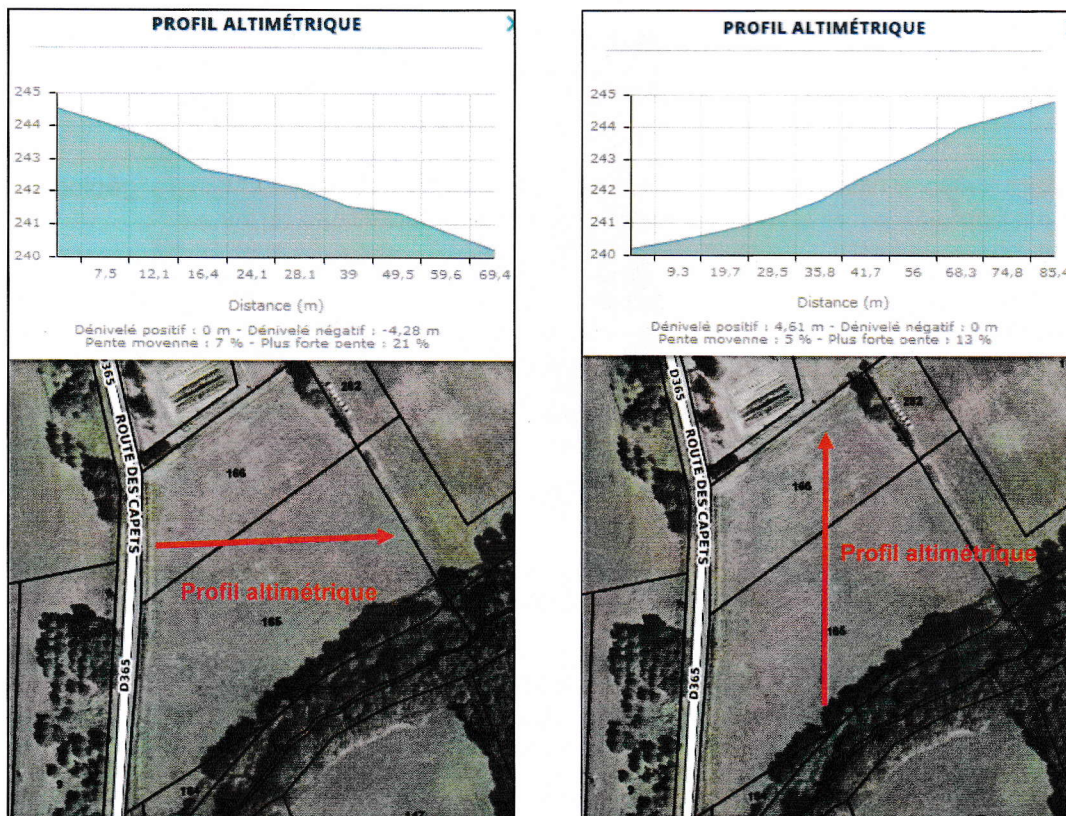 PROFIL ALTIMÉTRIQUE
245
244
243
242
241
240
7,5 12,1 16,4 24,1 28,1 39 49,5 59,6 69,4
Distance (m)
Dénivelé positif : 0 m - Dénivelé négatif : -4,28 m
Pente moyenne : 7 % - Plus forte pente : 21 %
D365
ROUTE DES CAPETS
282
166
Profil altimétrique
165
D365
PROFIL ALTIMÉTRIQUE
245
244
243
242
241
240
9,3 19,7 28,5 35,8 41,7 56 68,3 74,8 85,4
Distance (m)
Dénivelé positif : 4,61 m - Dénivelé négatif : 0 m
Pente moyenne : 5 % - Plus forte pente : 13 %
D365
ROUTE DES CAPETS
282
166
Profil altimétrique
165
D365